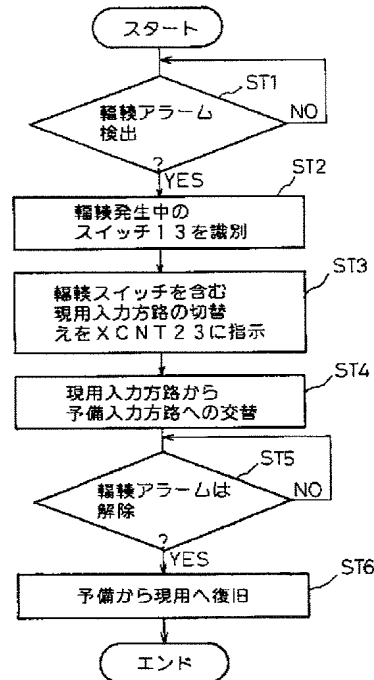 スタート
ST1
輻輳アラーム
検出
?
NO
YES
ST2
輻輳発生中の
スイッチ13を識別
ST3
輻輳スイッチを含む
現用入力方路の切替
えをXCNT23に指示
ST4
現用入力方路から
予備入力方路への交替
ST5
輻輳アラームは
解除
?
NO
YES
ST6
予備から現用へ復旧
エンド